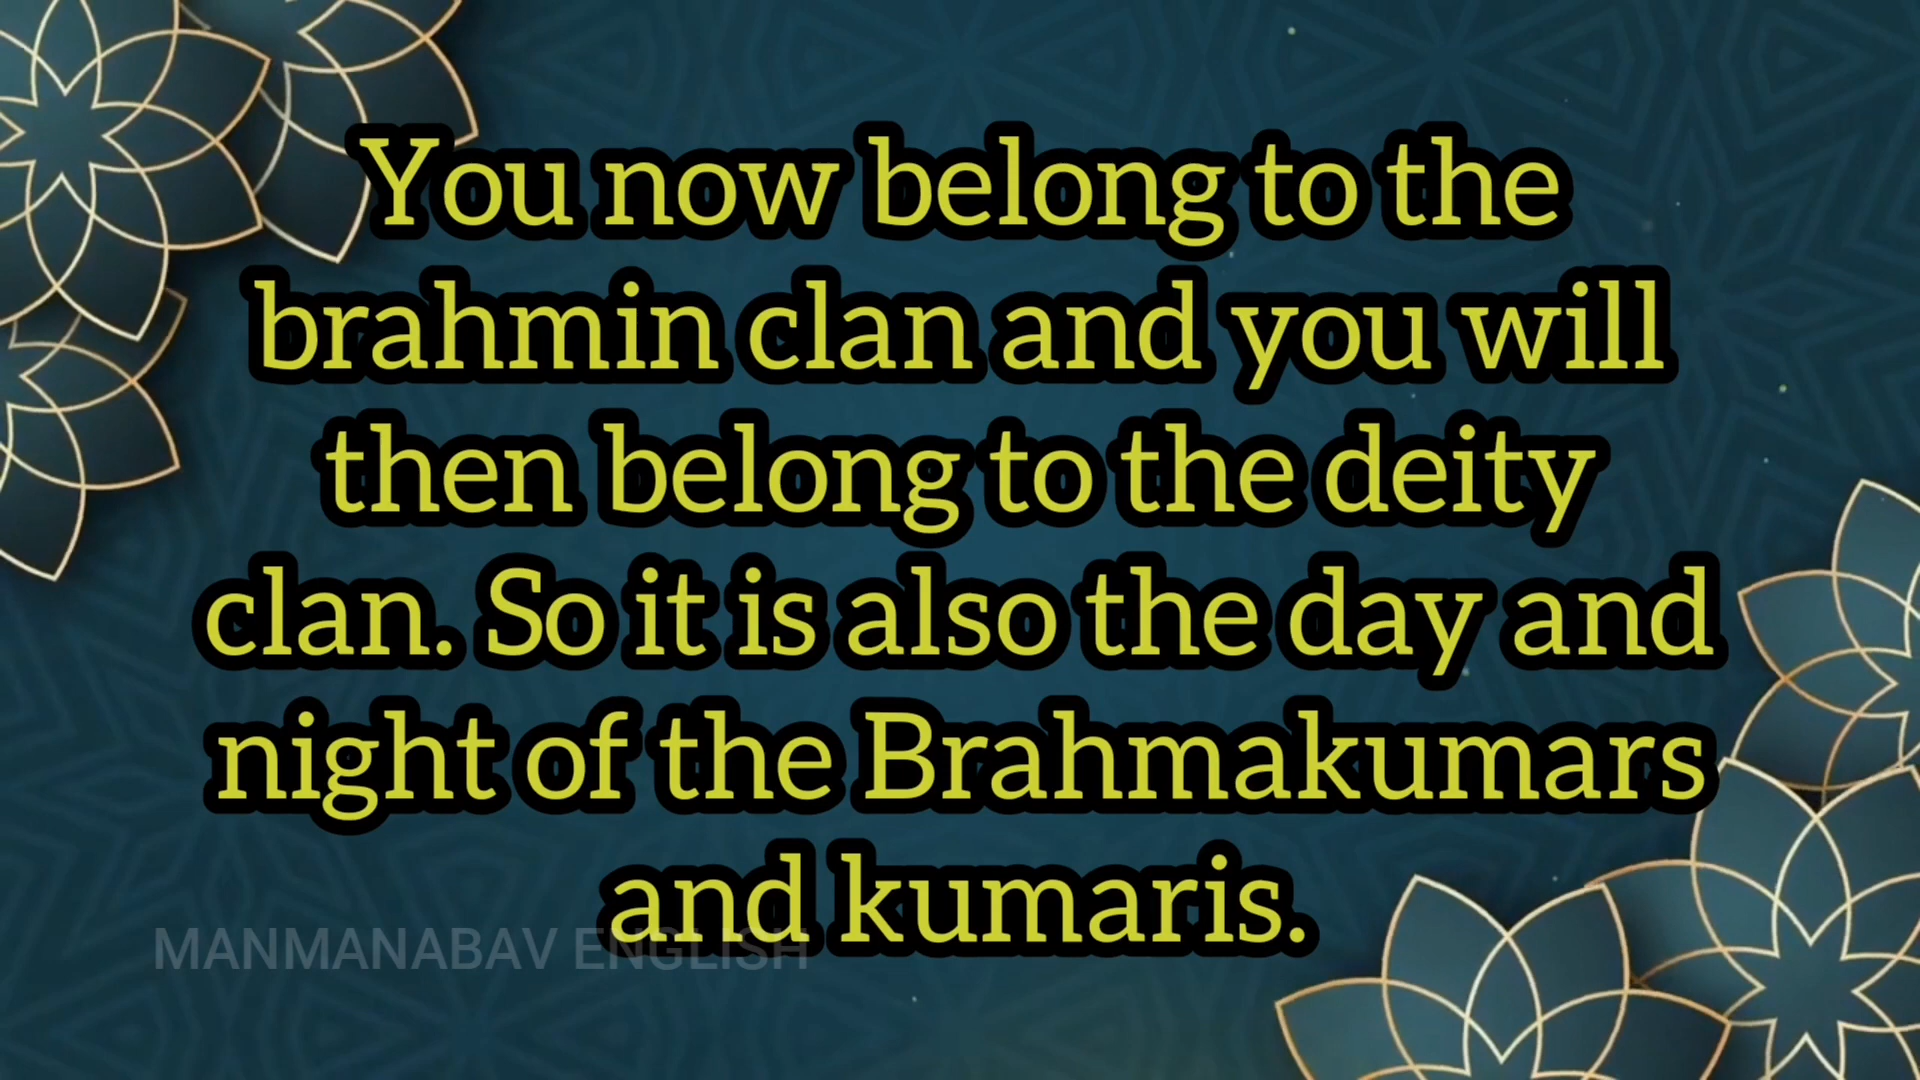 You now belong to the
brahmin clan and you will
then belong to the deity
clan. So it is also the day and
night of the Brahmakumars
and kumaris.
MANMANABAV ENGLISH